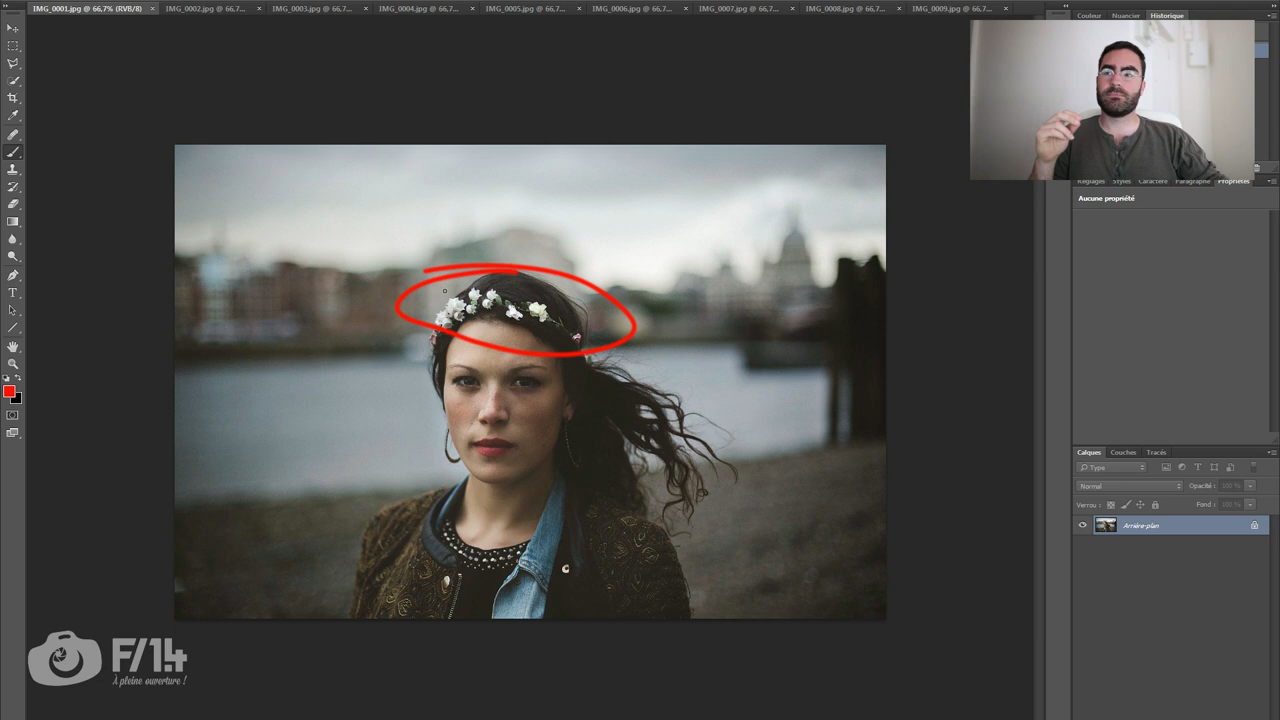 IMG_0001.jpg @ 66,7% (RVB/8)
IMG_0002.jpg @ 66,7...
IMG_0003.jpg @ 66,7...
IMG_0004.jpg @ 66,7...
IMG_0005.jpg @ 66,7...
IMG_0006.jpg @ 66,7...
IMG_0007.jpg @ 66,7...
IMG_0008.jpg @ 66,7...
IMG_0009.jpg @ 66,7...
Couleur Nuancier Historique
Réglages Styles Caractère Paragraphe Propriétés
Aucune propriété
Calques Couches Tracés
Type
Normal Opacité : 100 %
Verrou : Fond : 100 %
Arrière-plan
F/1.4
À pleine ouverture !